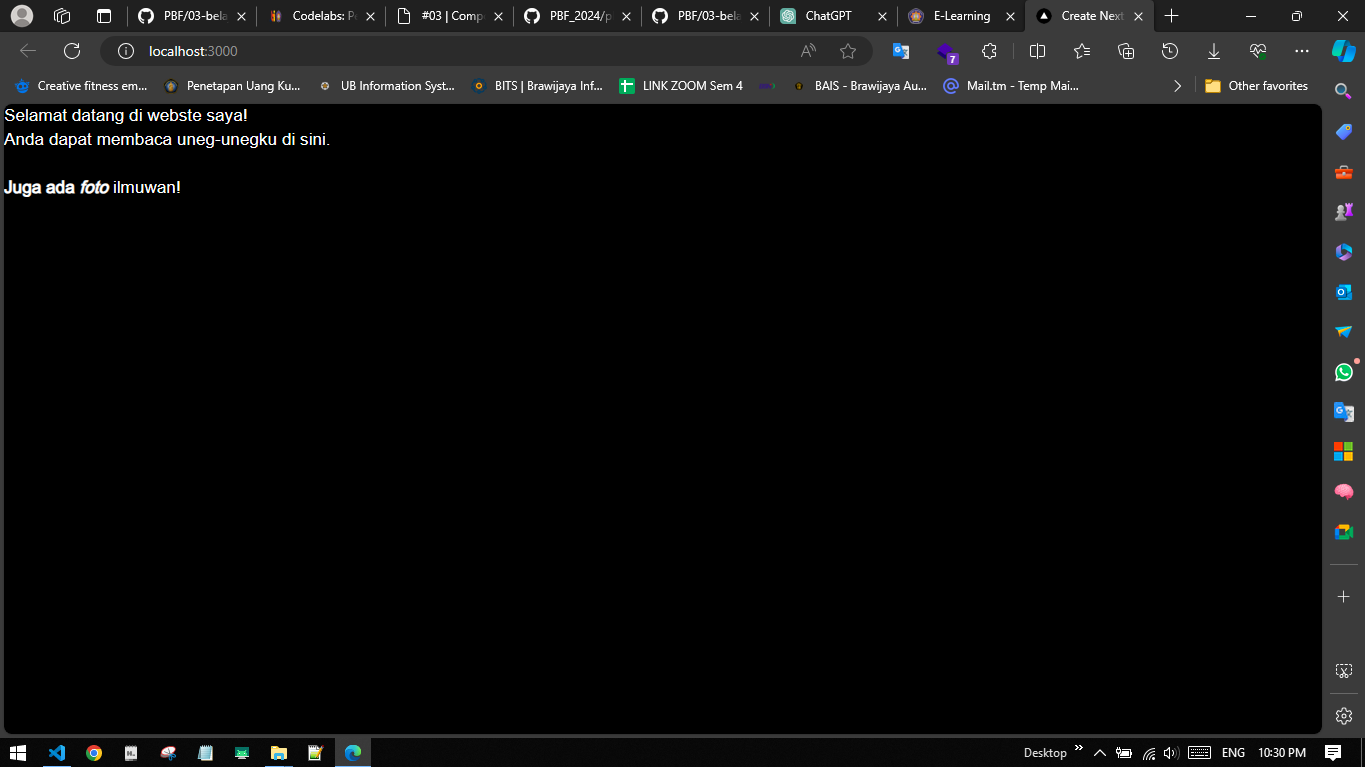 PBF/03-bela
Codelabs: P
#03 | Comp
PBF_2024/p
PBF/03-bela
ChatGPT
E-Learning
Create Next
localhost:3000
7
Creative fitness em...
Penetapan Uang Ku...
UB Information Syst...
BITS | Brawijaya Inf...
LINK ZOOM Sem 4
BAIS - Brawijaya Au...
Mail.tm - Temp Mai...
Other favorites
Selamat datang di webste saya!
Anda dapat membaca uneg-unegku di sini.
Juga ada foto ilmuwan!
Desktop
ENG
10:30 PM